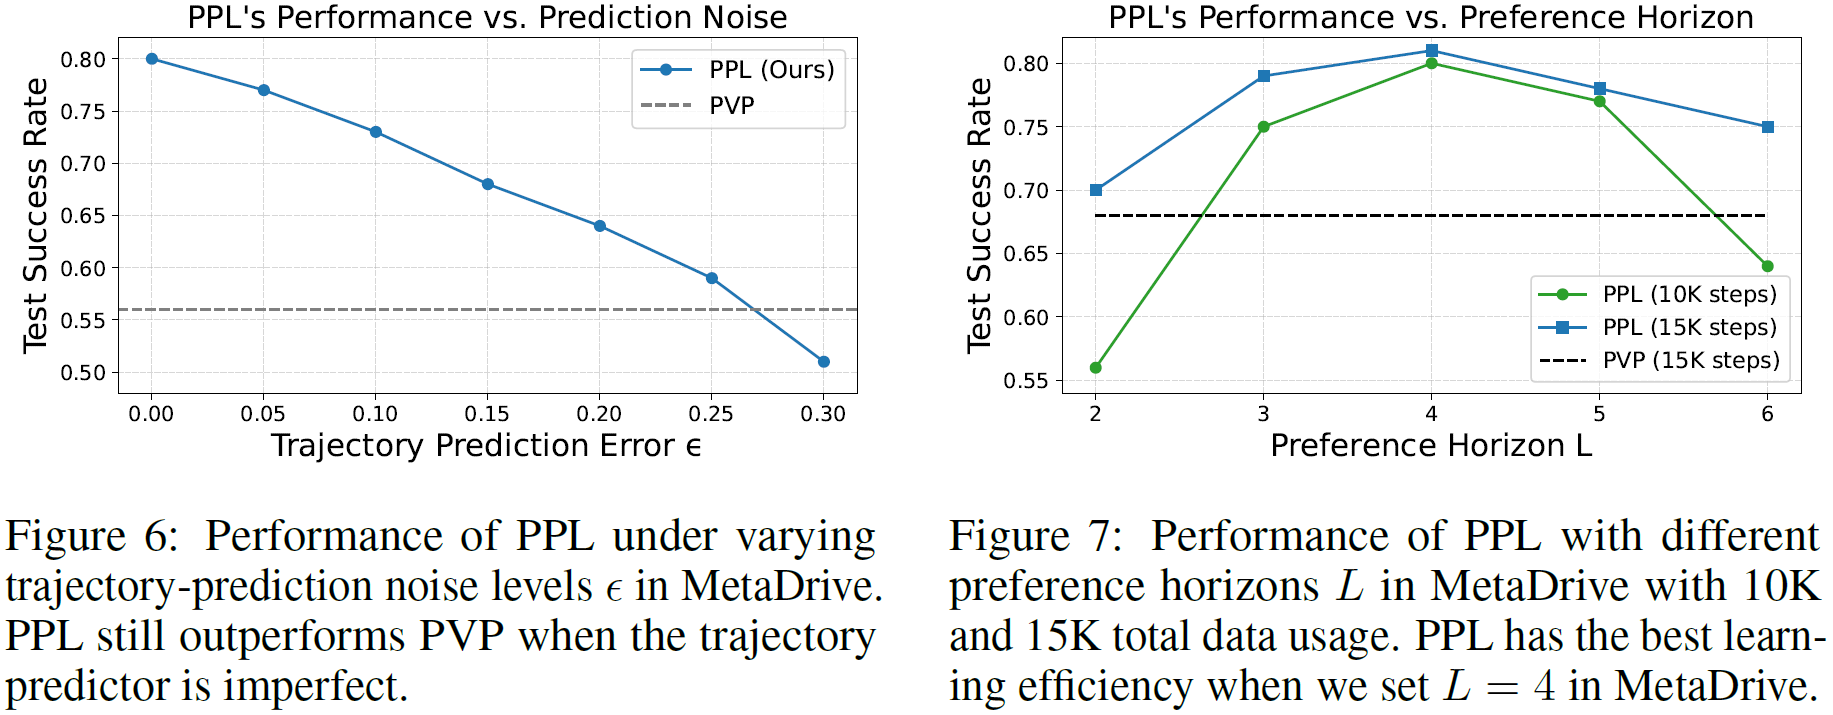 PPL's Performance vs. Prediction Noise
Test Success Rate
0.80
0.75
0.70
0.65
0.60
0.55
0.50
PPL (Ours)
PVP
0.00 0.05 0.10 0.15 0.20 0.25 0.30
Trajectory Prediction Error ϵ
Figure 6: Performance of PPL under varying
trajectory-prediction noise levels ϵ in MetaDrive.
PPL still outperforms PVP when the trajectory
predictor is imperfect.
PPL's Performance vs. Preference Horizon
Test Success Rate
0.80
0.75
0.70
0.65
0.60
0.55
PPL (10K steps)
PPL (15K steps)
PVP (15K steps)
2 3 4 5 6
Preference Horizon L
Figure 7: Performance of PPL with different
preference horizons L in MetaDrive with 10K
and 15K total data usage. PPL has the best learn-
ing efficiency when we set L = 4 in MetaDrive.